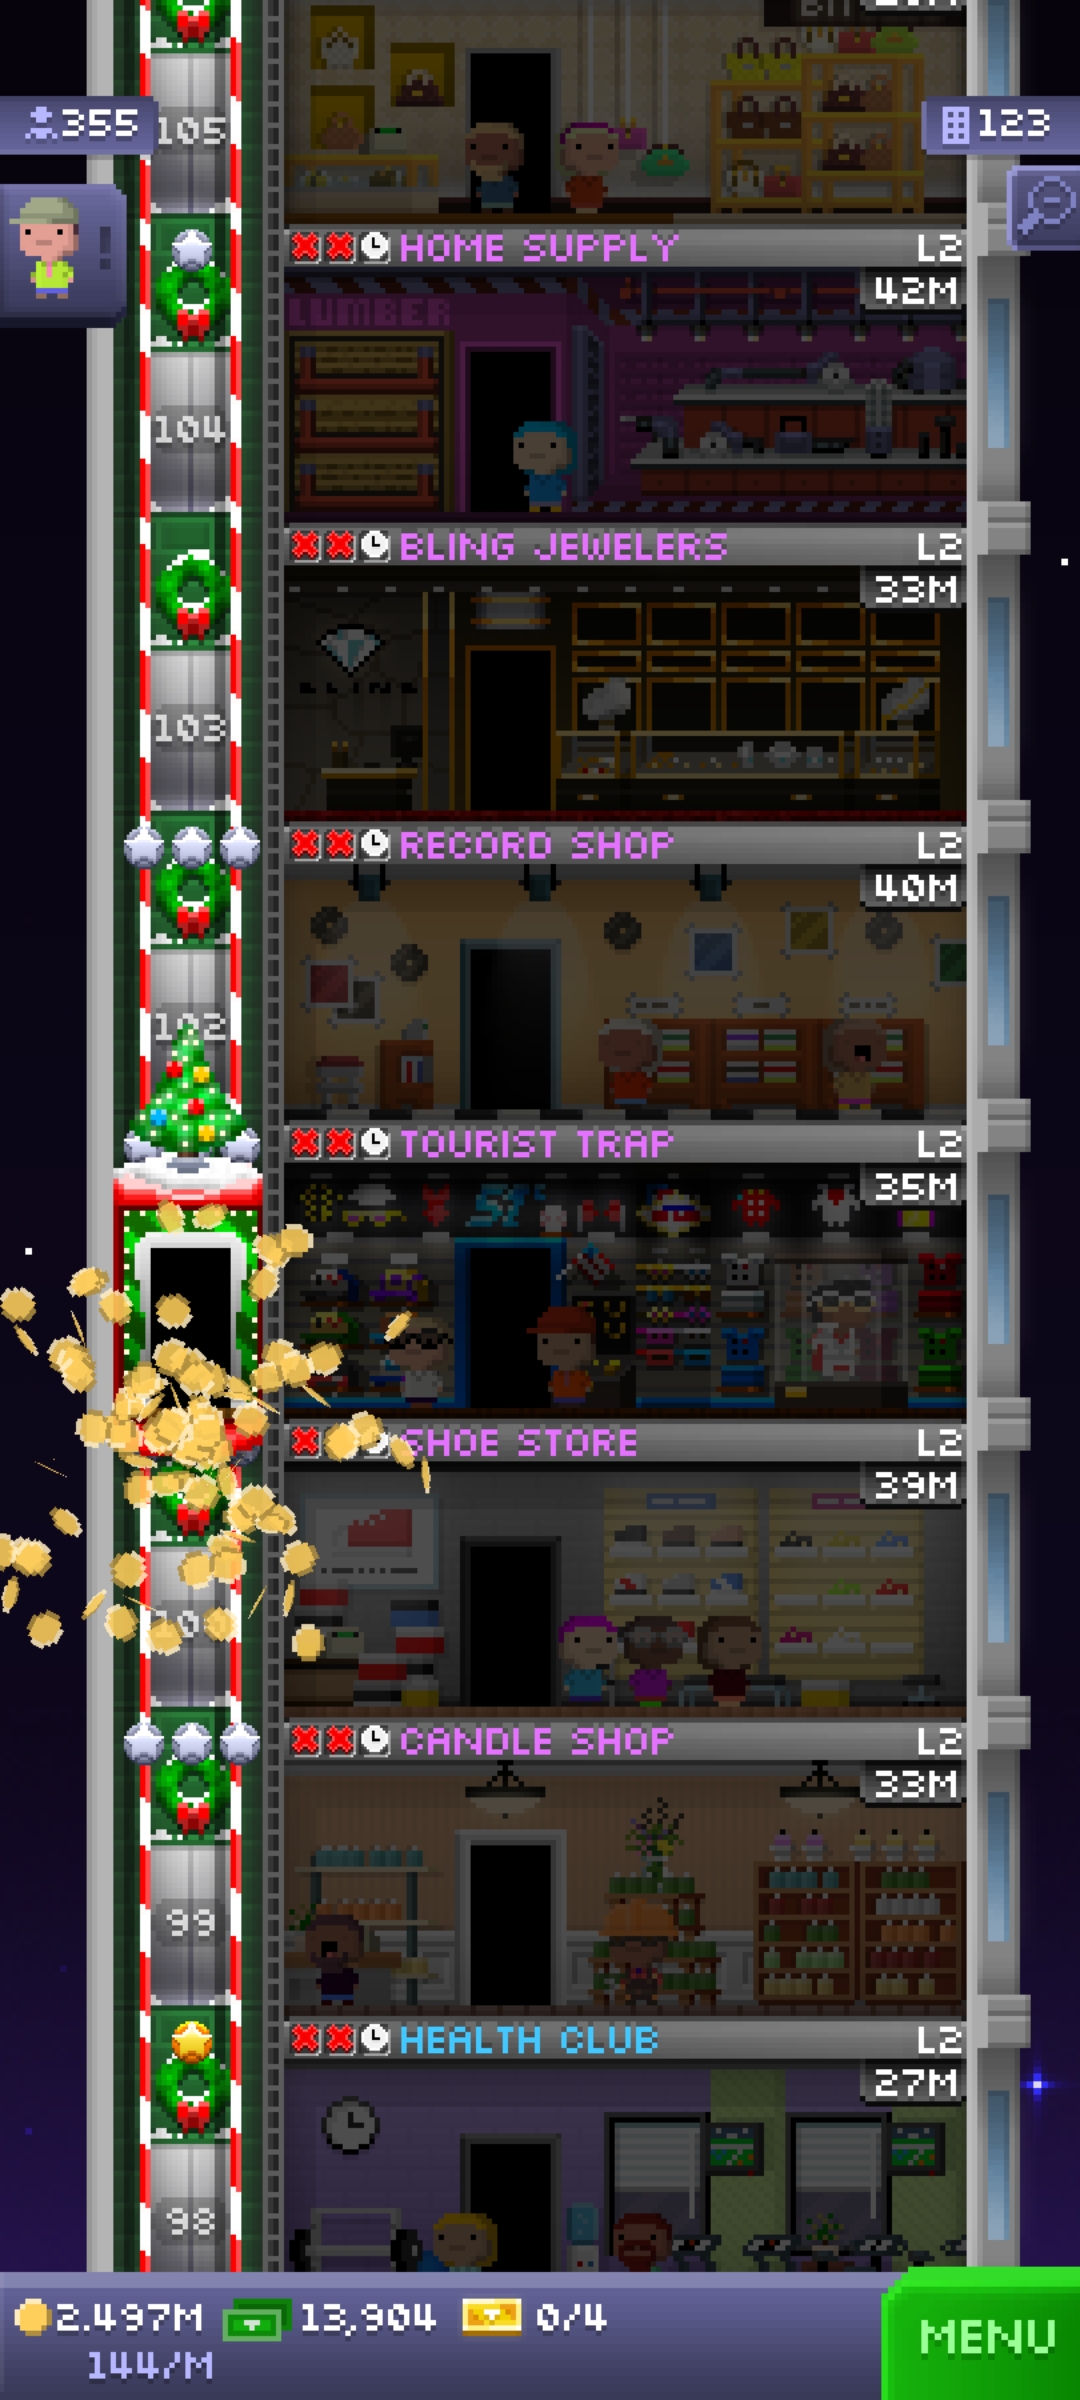 355
105
123
HOME SUPPLY L2
42M
LUMBER
104
BLING JEWELERS L2
33M
BLING
103
RECORD SHOP L2
40M
102
TOURIST TRAP L2
35M
SHOE STORE L2
39M
CANDLE SHOP L2
33M
99
HEALTH CLUB L2
27M
98
2.497M 13,904 0/4
144/M
MENU